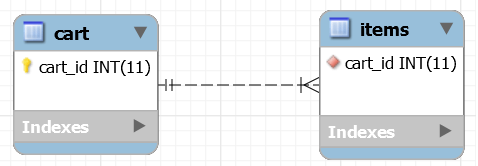 cart
cart_id INT(11)
Indexes
items
cart_id INT(11)
Indexes